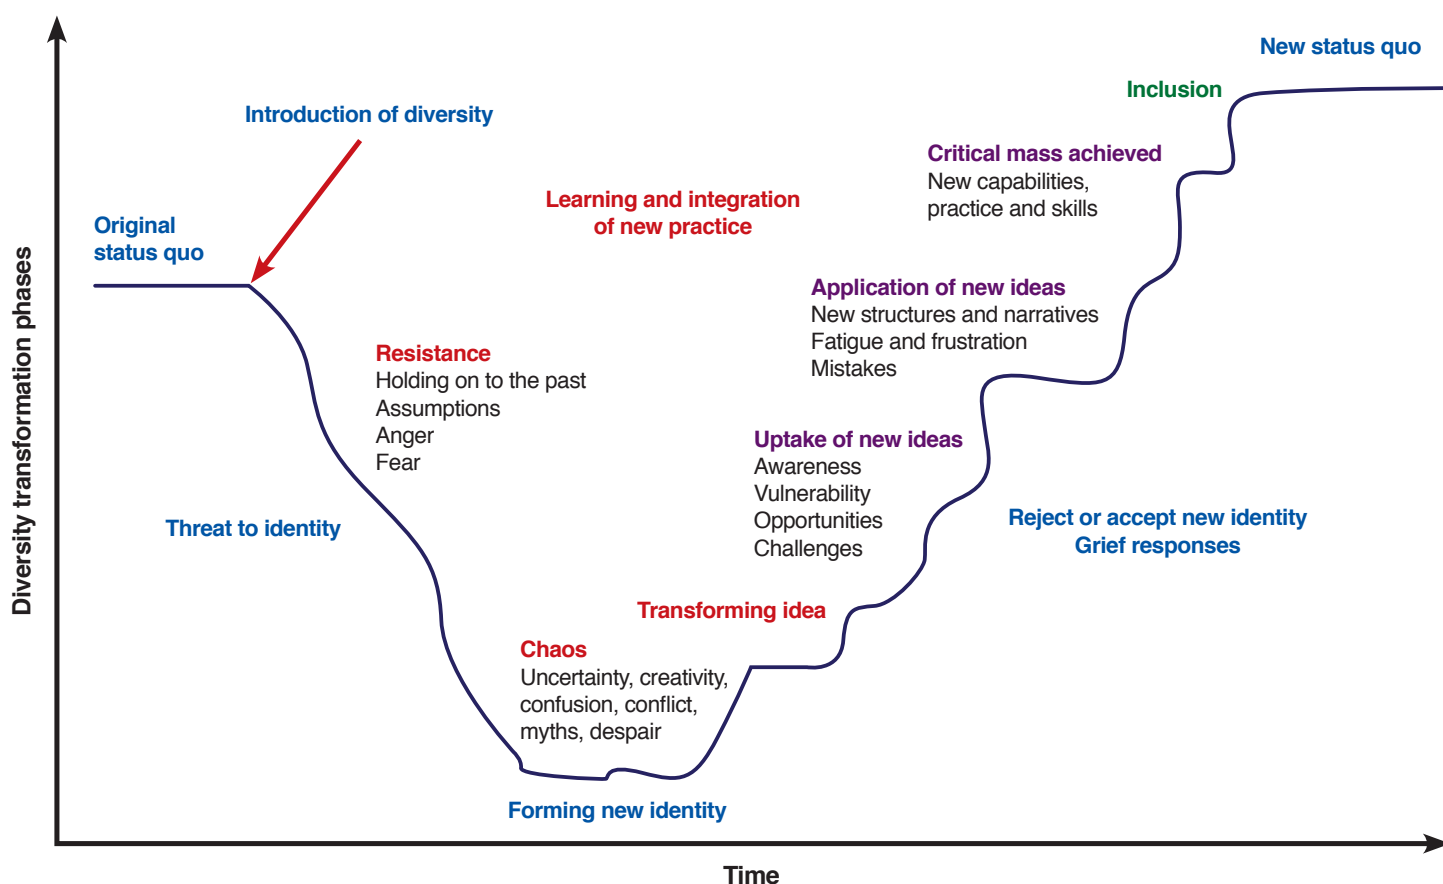 New status quo
Inclusion
Introduction of diversity
Critical mass achieved
New capabilities,
practice and skills
Learning and integration
of new practice
Original
status quo
Application of new ideas
New structures and narratives
Fatigue and frustration
Mistakes
Resistance
Holding on to the past
Assumptions
Anger
Fear
Uptake of new ideas
Awareness
Vulnerability
Opportunities
Challenges
Threat to identity
Reject or accept new identity
Grief responses
Transforming idea
Chaos
Uncertainty, creativity,
confusion, conflict,
myths, despair
Forming new identity
Diversity transformation phases
Time